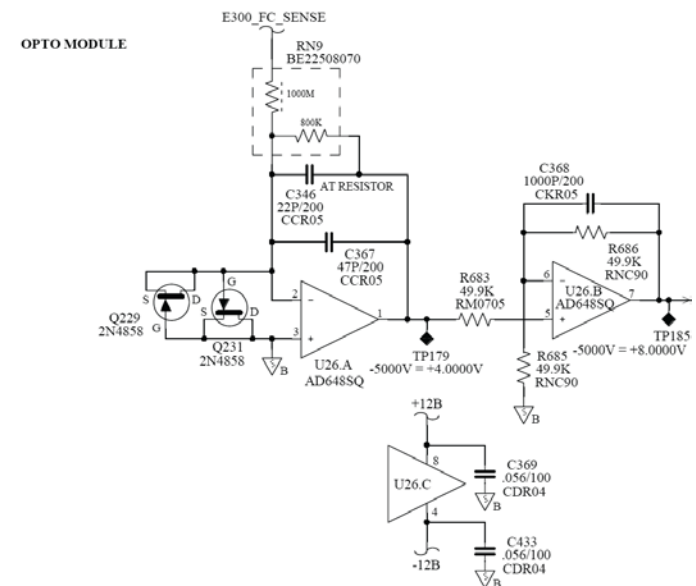 E300_FC_SENSE
OPTO MODULE
RN9
BE22508070
1000M
800K
C346
22P/200
CCR05
AT RESISTOR
C367
47P/200
CCR05
C368
1000P/200
CKR05
R686
49.9K
RNC90
R683
49.9K
RM0705
S
D
G
Q229
2N4858
G
S
D
Q231
2N4858
2
3
1
U26.A
AD648SQ
S
B
TP179
-5000V = +4.0000V
6
5
7
U26.B
AD648SQ
TP185
-5000V = +8.0000V
R685
49.9K
RNC90
S
B
+12B
8
U26.C
4
-12B
C369
.056/100
CDR04
S
B
C433
.056/100
CDR04
S
B